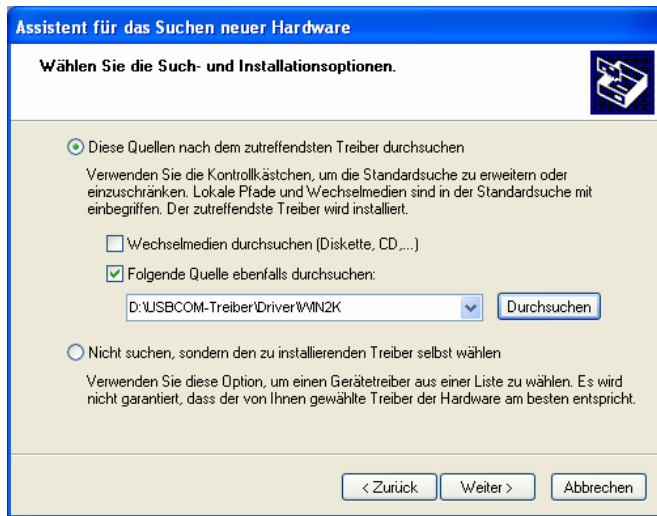 Assistent für das Suchen neuer Hardware
Wählen Sie die Such- und Installationsoptionen.
Diese Quellen nach dem zutreffendsten Treiber durchsuchen
Verwenden Sie die Kontrollkästchen, um die Standardsuche zu erweitern oder
einzuschränken. Lokale Pfade und Wechselmedien sind in der Standardsuche mit
einbegriffen. Der zutreffendste Treiber wird installiert.
Wechselmedien durchsuchen (Diskette, CD,...)
Folgende Quelle ebenfalls durchsuchen:
D:\USBCOM-Treiber\Driver\WIN2K
Durchsuchen
Nicht suchen, sondern den zu installierenden Treiber selbst wählen
Verwenden Sie diese Option, um einen Gerätetreiber aus einer Liste zu wählen. Es wird
nicht garantiert, dass der von Ihnen gewählte Treiber der Hardware am besten entspricht.
< Zurück Weiter > Abbrechen